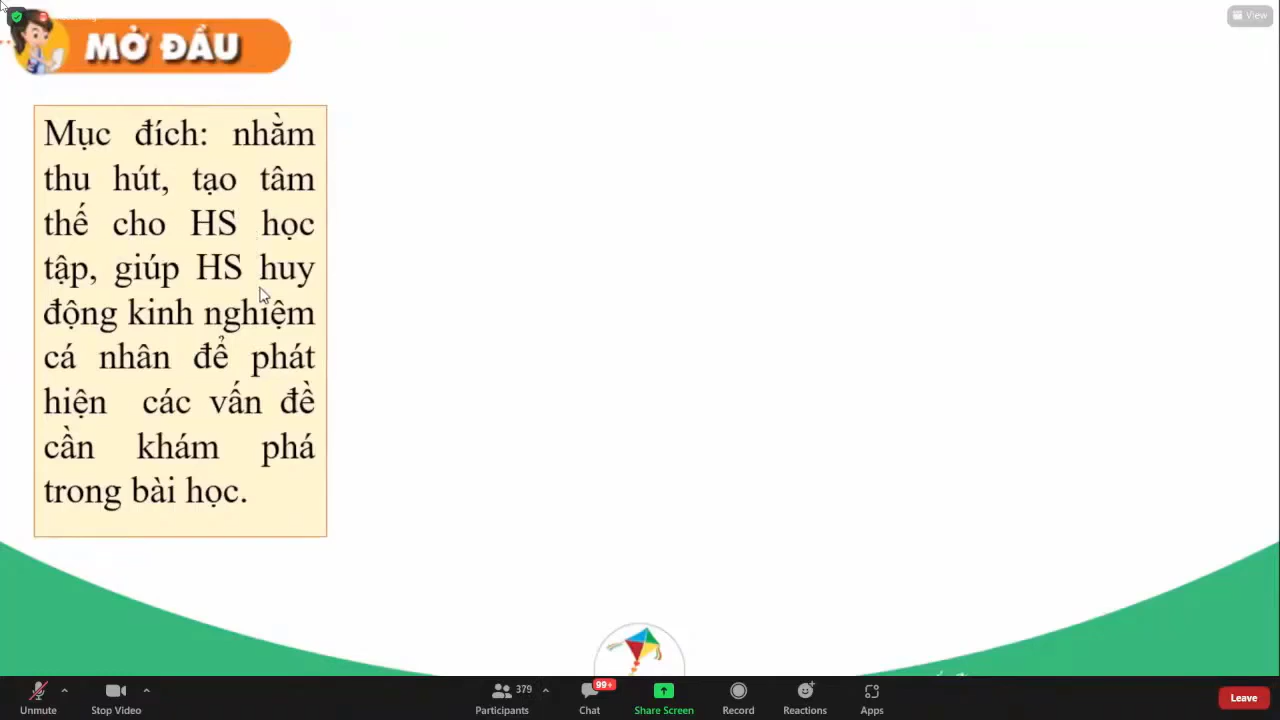 View
MỞ ĐẦU
Mục đích: nhằm
thu hút, tạo tâm
thế cho HS học
tập, giúp HS huy
động kinh nghiệm
cá nhân để phát
hiện các vấn đề
cần khám phá
trong bài học.
379
99+
Unmute
Stop Video
Participants
Chat
Share Screen
Record
Reactions
Apps
Leave